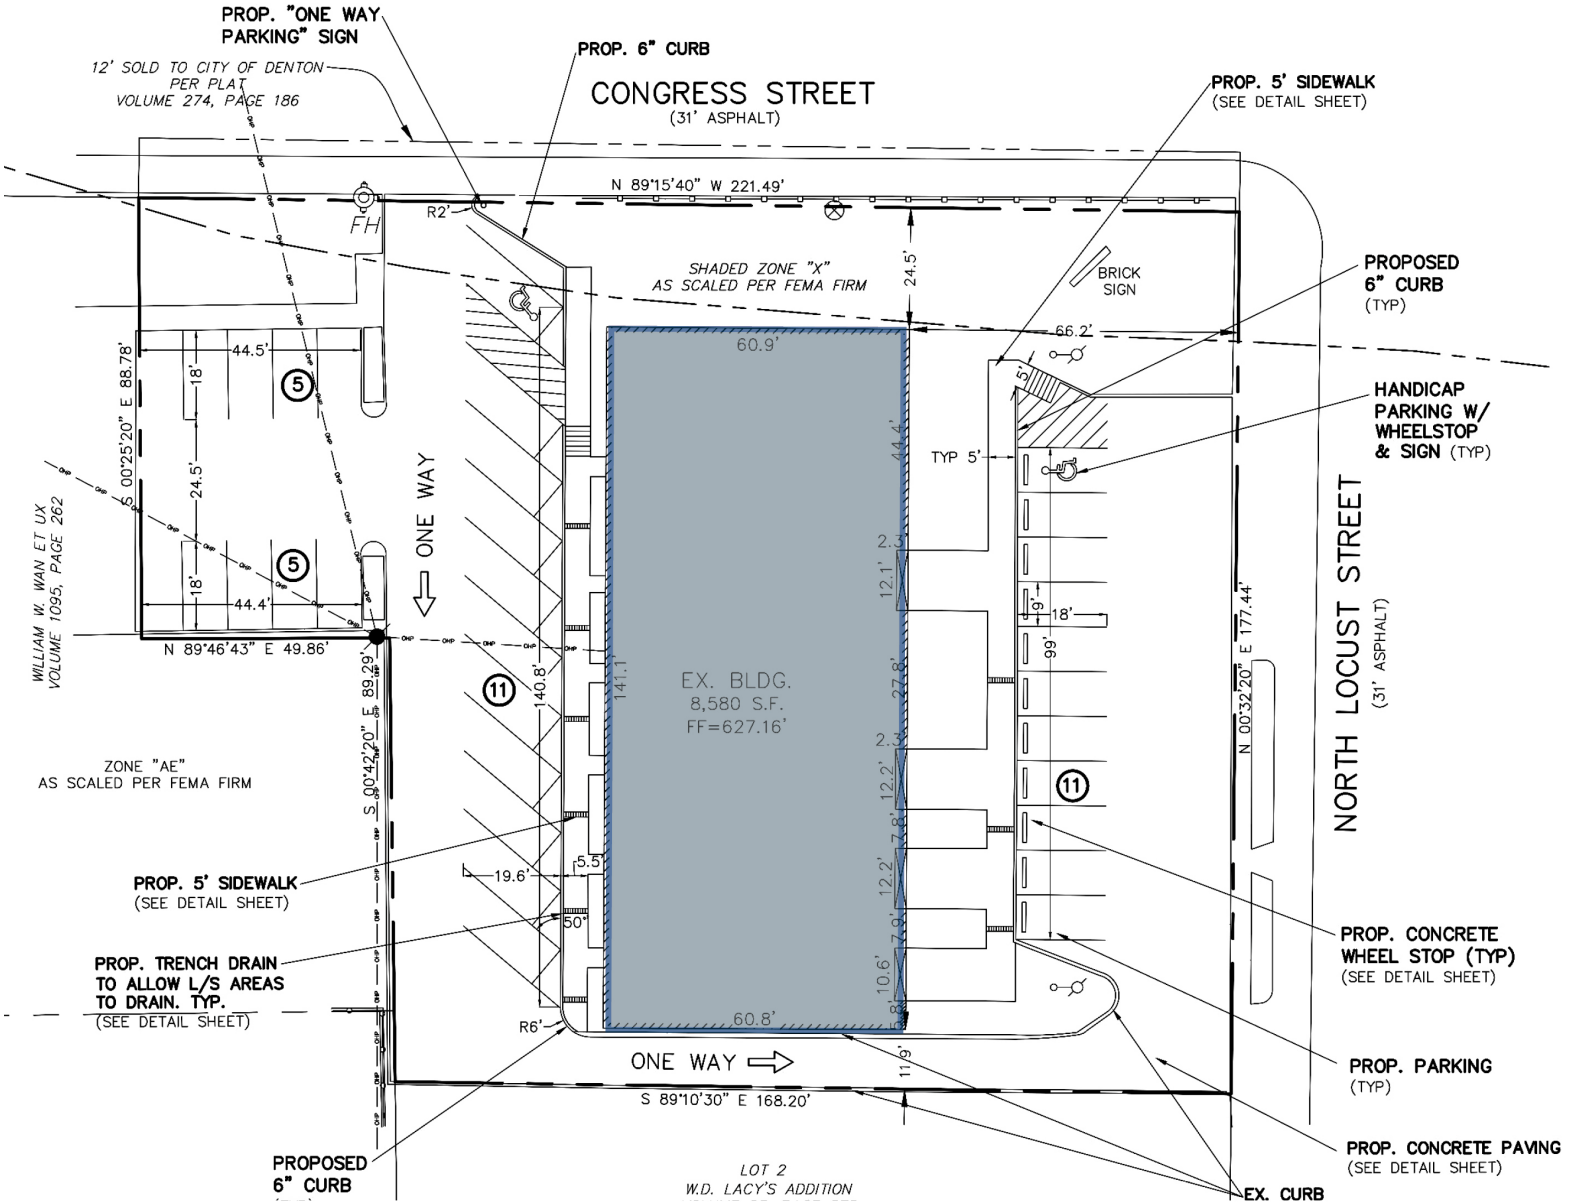 PROP. "ONE WAY
PARKING" SIGN
12' SOLD TO CITY OF DENTON
PER PLAT
VOLUME 274, PAGE 186
PROP. 6" CURB
CONGRESS STREET
(31' ASPHALT)
PROP. 5' SIDEWALK
(SEE DETAIL SHEET)
N 89°15'40" W 221.49'
R2'
FH
SHADED ZONE "X"
AS SCALED PER FEMA FIRM
24.5'
BRICK
SIGN
PROPOSED
6" CURB
(TYP)
66.2'
60.9'
44.5'
18'
5
S 00°25'20" E 88.78'
5'
HANDICAP
PARKING W/
WHEELSTOP
& SIGN (TYP)
44.4'
TYP 5'
24.5'
ONE WAY
WILLIAM W. WAN ET UX
VOLUME 1095, PAGE 262
5
18'
44.4'
N 89°46'43" E 49.86'
S 00°42'20" E 89.29'
2.3'
12.1'
9'
18'
99'
NORTH LOCUST STREET
(31' ASPHALT)
N 00°32'20" E 177.44'
11
140.8'
141.1'
EX. BLDG.
8,580 S.F.
FF=627.16'
27.8'
2.3'
12.2'
7.8'
12.2'
7.9'
10.6'
5.8'
11
ZONE "AE"
AS SCALED PER FEMA FIRM
5.5'
19.6'
50°
PROP. 5' SIDEWALK
(SEE DETAIL SHEET)
PROP. TRENCH DRAIN
TO ALLOW L/S AREAS
TO DRAIN. TYP.
(SEE DETAIL SHEET)
PROP. CONCRETE
WHEEL STOP (TYP)
(SEE DETAIL SHEET)
R6'
60.8'
ONE WAY
11.9'
S 89°10'30" E 168.20'
PROP. PARKING
(TYP)
PROP. CONCRETE PAVING
(SEE DETAIL SHEET)
PROPOSED
6" CURB
LOT 2
W.D. LACY'S ADDITION
EX. CURB
OHP